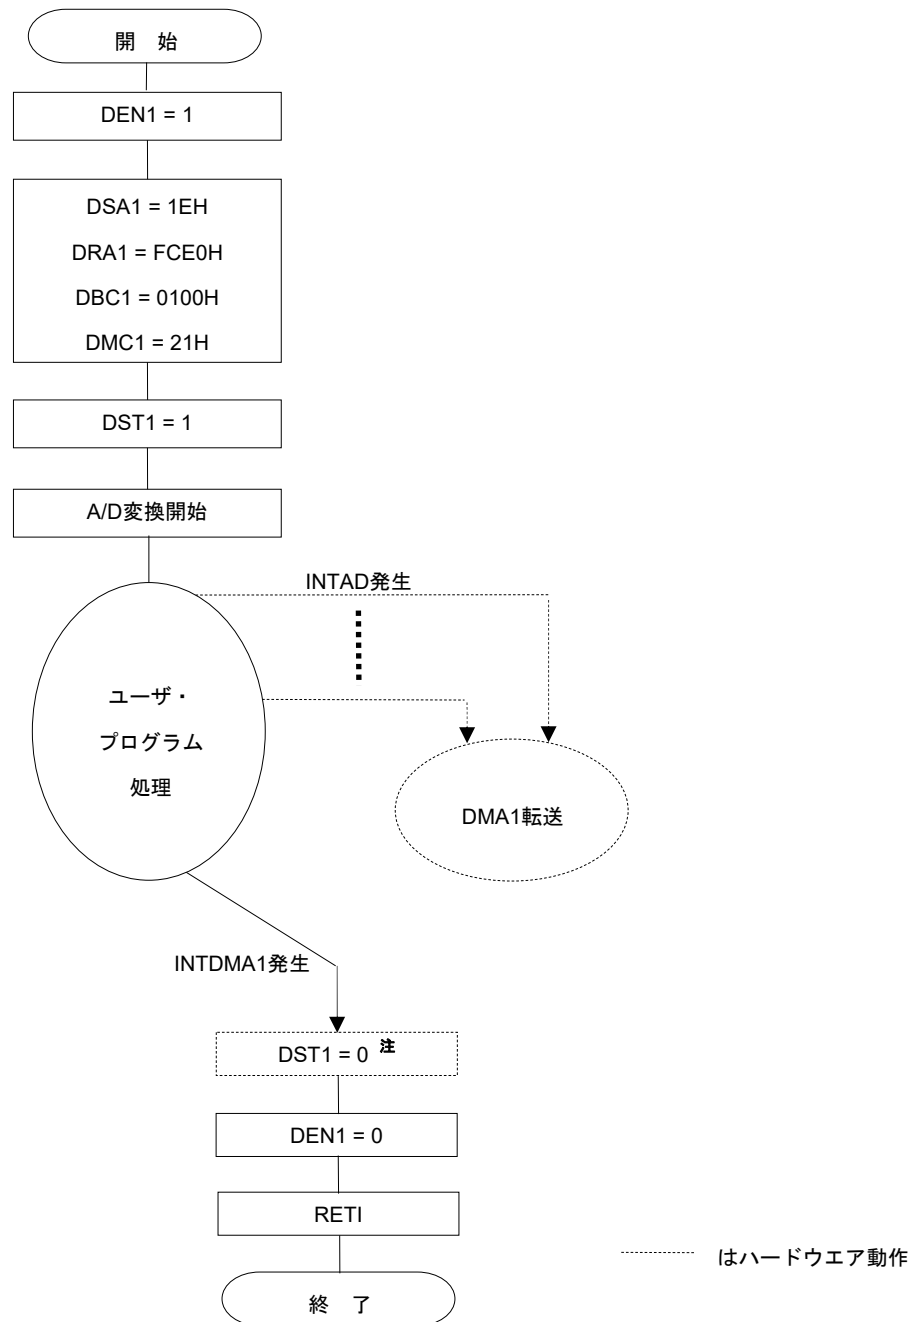 開　始
DEN1 = 1
DSA1 = 1EH
DRA1 = FCE0H
DBC1 = 0100H
DMC1 = 21H
DST1 = 1
A/D変換開始
INTAD発生
ユーザ・
プログラム
処理
DMA1転送
INTDMA1発生
DST1 = 0 注
DEN1 = 0
RETI
はハードウエア動作
終　了